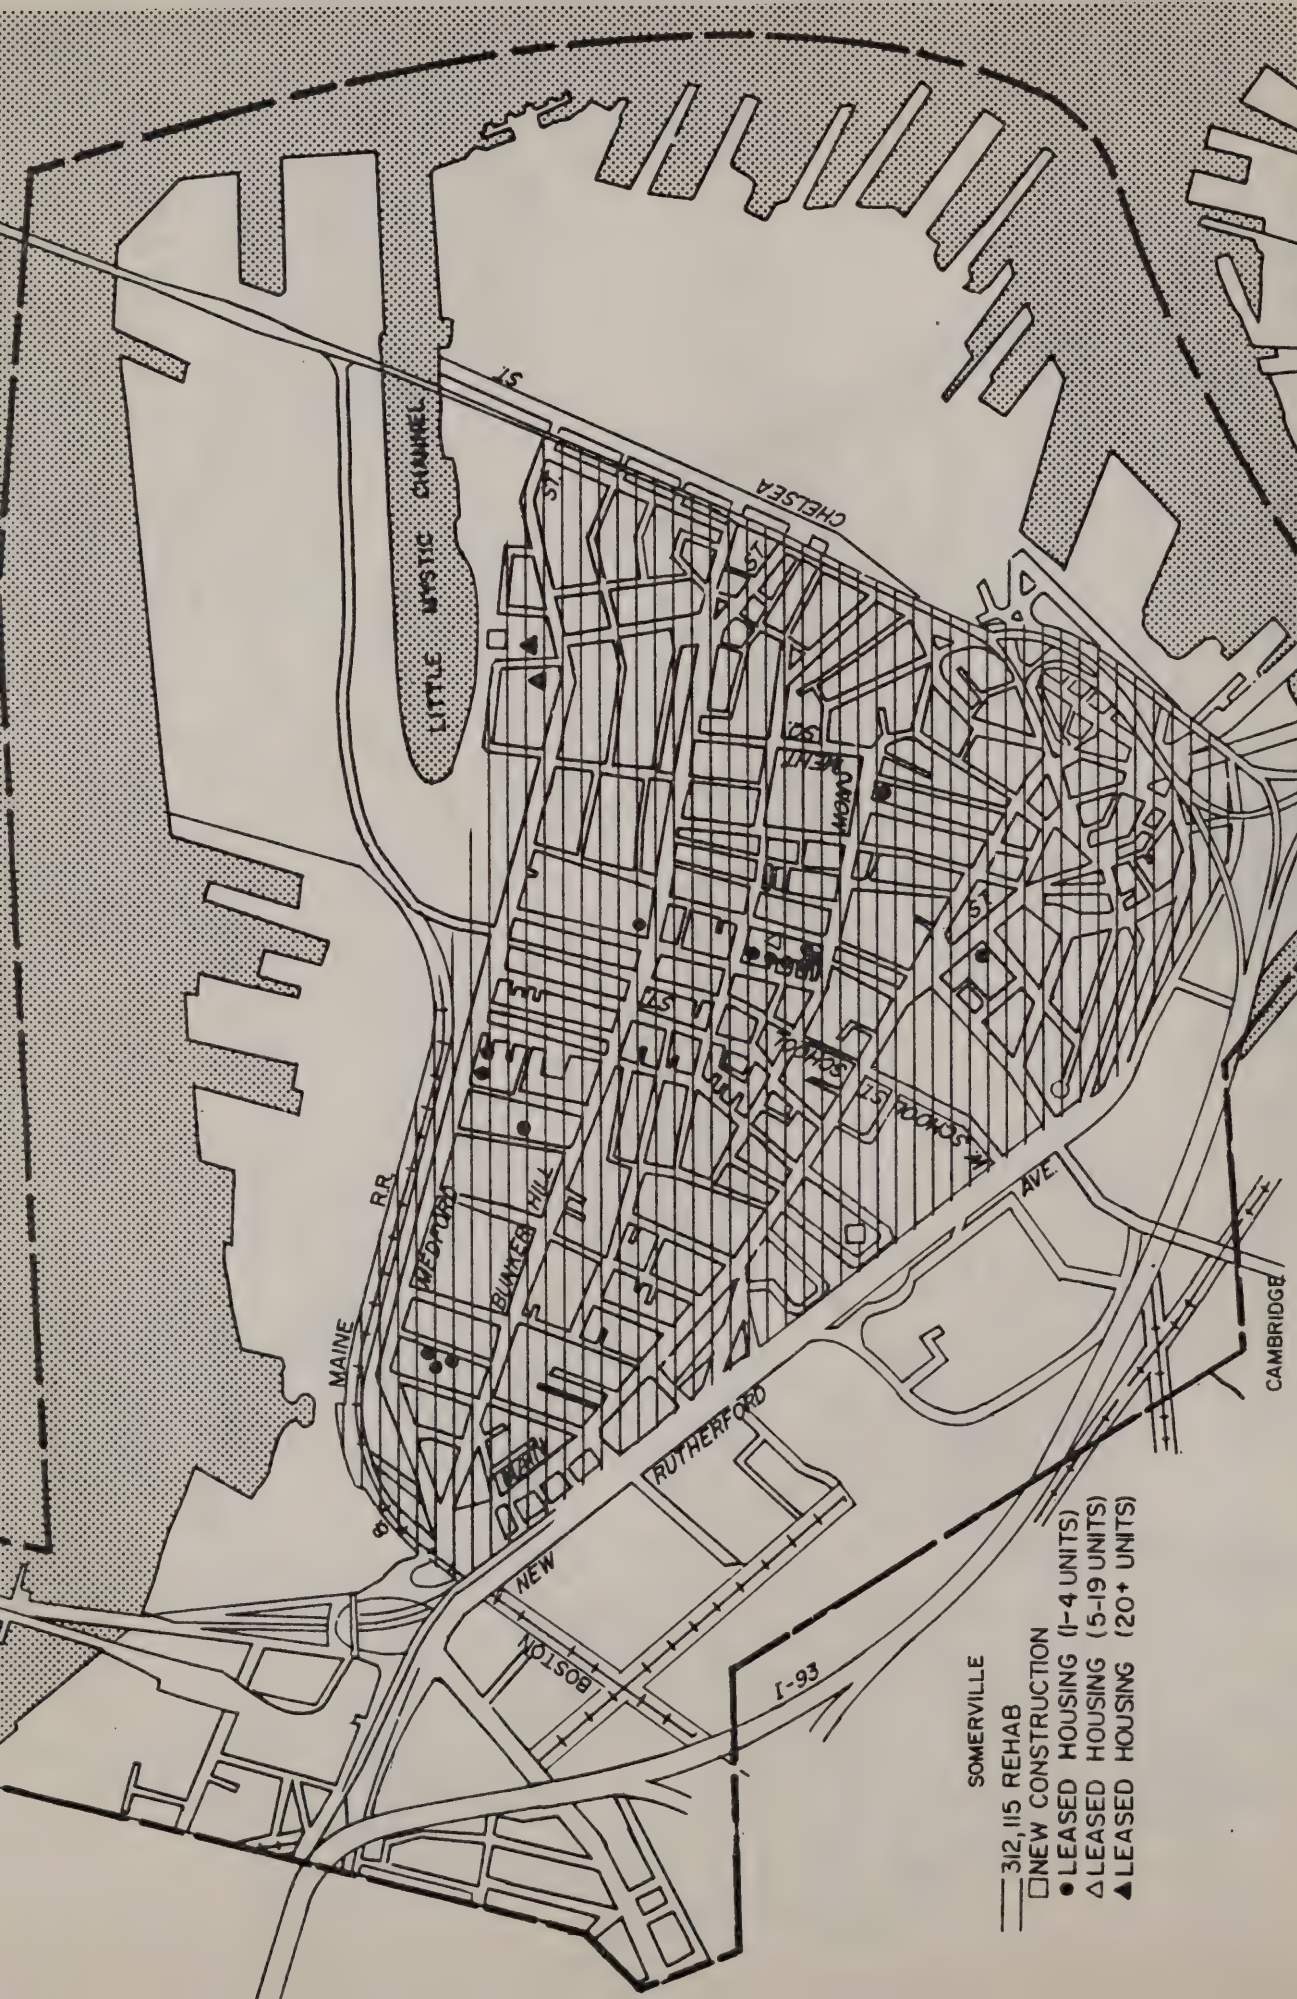 LITTLE MYSTIC CHANNEL
ST.
ST.
CHELSEA
ST.
MONUMENT SQ.
ST.
ST.
SCHOOL
SCHOOL ST.
W. SCHOOL
MEDFORD
BUNKER HILL
MAIN
BOSTON
&
MAINE
R.R.
NEW
RUTHERFORD
AVE.
I-93
CAMBRIDGE
SOMERVILLE
312, 115 REHAB
NEW CONSTRUCTION
LEASED HOUSING (1-4 UNITS)
LEASED HOUSING (5-19 UNITS)
LEASED HOUSING (20+ UNITS)